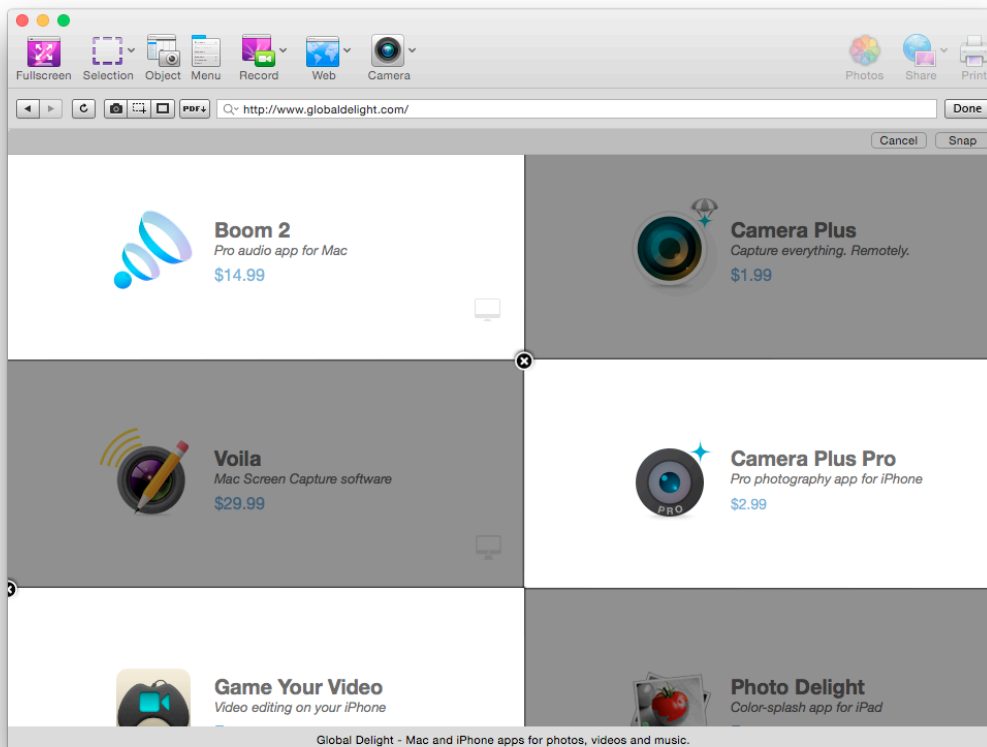 Fullscreen Selection Object Menu Record Web Camera Photos Share Print
PDF http://www.globaldelight.com/ Done
Cancel Snap
Boom 2
Pro audio app for Mac
$14.99
Camera Plus
Capture everything. Remotely.
$1.99
Voila
Mac Screen Capture software
$29.99
Camera Plus Pro
Pro photography app for iPhone
$2.99
PRO
Game Your Video
Video editing on your iPhone
Photo Delight
Color-splash app for iPad
Global Delight - Mac and iPhone apps for photos, videos and music.